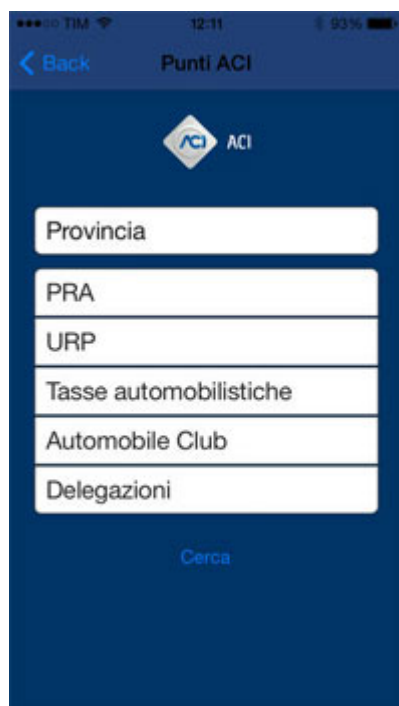 TIM 12:11 93%
Back Punti ACI
ACI ACI
Provincia
PRA
URP
Tasse automobilistiche
Automobile Club
Delegazioni
Cerca